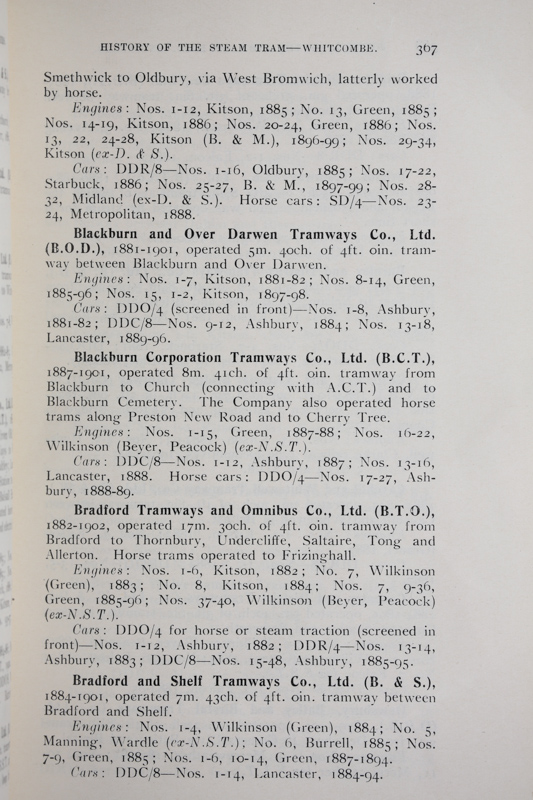 HISTORY OF THE STEAM TRAM—WHITCOMBE. 367
Smethwick to Oldbury, via West Bromwich, latterly worked
by horse.
Engines: Nos. 1-12, Kitson, 1885; No. 13, Green, 1885;
Nos. 14-19, Kitson, 1886; Nos. 20-24, Green, 1886; Nos.
13, 22, 24-28, Kitson (B. & M.), 1896-99; Nos. 29-34,
Kitson (ex-D. & S.).
Cars: DDR/8—Nos. 1-16, Oldbury, 1885; Nos. 17-22,
Starbuck, 1886; Nos. 25-27, B. & M., 1897-99; Nos. 28-
32, Midland (ex-D. & S.). Horse cars: SD/4—Nos. 23-
24, Metropolitan, 1888.
Blackburn and Over Darwen Tramways Co., Ltd.
(B.O.D.), 1881-1901, operated 5m. 40ch. of 4ft. 0in. tram-
way between Blackburn and Over Darwen.
Engines: Nos. 1-7, Kitson, 1881-82; Nos. 8-14, Green,
1885-96; Nos. 15, 1-2, Kitson, 1897-98.
Cars: DDO/4 (screened in front)—Nos. 1-8, Ashbury,
1881-82; DDC/8—Nos. 9-12, Ashbury, 1884; Nos. 13-18,
Lancaster, 1889-96.
Blackburn Corporation Tramways Co., Ltd. (B.C.T.),
1887-1901, operated 8m. 41ch. of 4ft. 0in. tramway from
Blackburn to Church (connecting with A.C.T.) and to
Blackburn Cemetery. The Company also operated horse
trams along Preston New Road and to Cherry Tree.
Engines: Nos. 1-15, Green, 1887-88; Nos. 16-22,
Wilkinson (Beyer, Peacock) (ex-N.S.T.).
Cars: DDC/8—Nos. 1-12, Ashbury, 1887; Nos. 13-16,
Lancaster, 1888. Horse cars: DDO/4—Nos. 17-27, Ash-
bury, 1888-89.
Bradford Tramways and Omnibus Co., Ltd. (B.T.O.),
1882-1902, operated 17m. 30ch. of 4ft. 0in. tramway from
Bradford to Thornbury, Undercliffe, Saltaire, Tong and
Allerton. Horse trams operated to Frizinghall.
Engines: Nos. 1-6, Kitson, 1882; No. 7, Wilkinson
(Green), 1883; No. 8, Kitson, 1884; Nos. 7, 9-36,
Green, 1885-96; Nos. 37-40, Wilkinson (Beyer, Peacock)
(ex-N.S.T.).
Cars: DDO/4 for horse or steam traction (screened in
front)—Nos. 1-12, Ashbury, 1882; DDR/4—Nos. 13-14,
Ashbury, 1883; DDC/8—Nos. 15-48, Ashbury, 1885-95.
Bradford and Shelf Tramways Co., Ltd. (B. & S.),
1884-1901, operated 7m. 43ch. of 4ft. 0in. tramway between
Bradford and Shelf.
Engines: Nos. 1-4, Wilkinson (Green), 1884; No. 5,
Manning, Wardle (ex-N.S.T.); No. 6, Burrell, 1885; Nos.
7-9, Green, 1885; Nos. 1-6, 10-14, Green, 1887-1894.
Cars: DDC/8—Nos. 1-14, Lancaster, 1884-94.